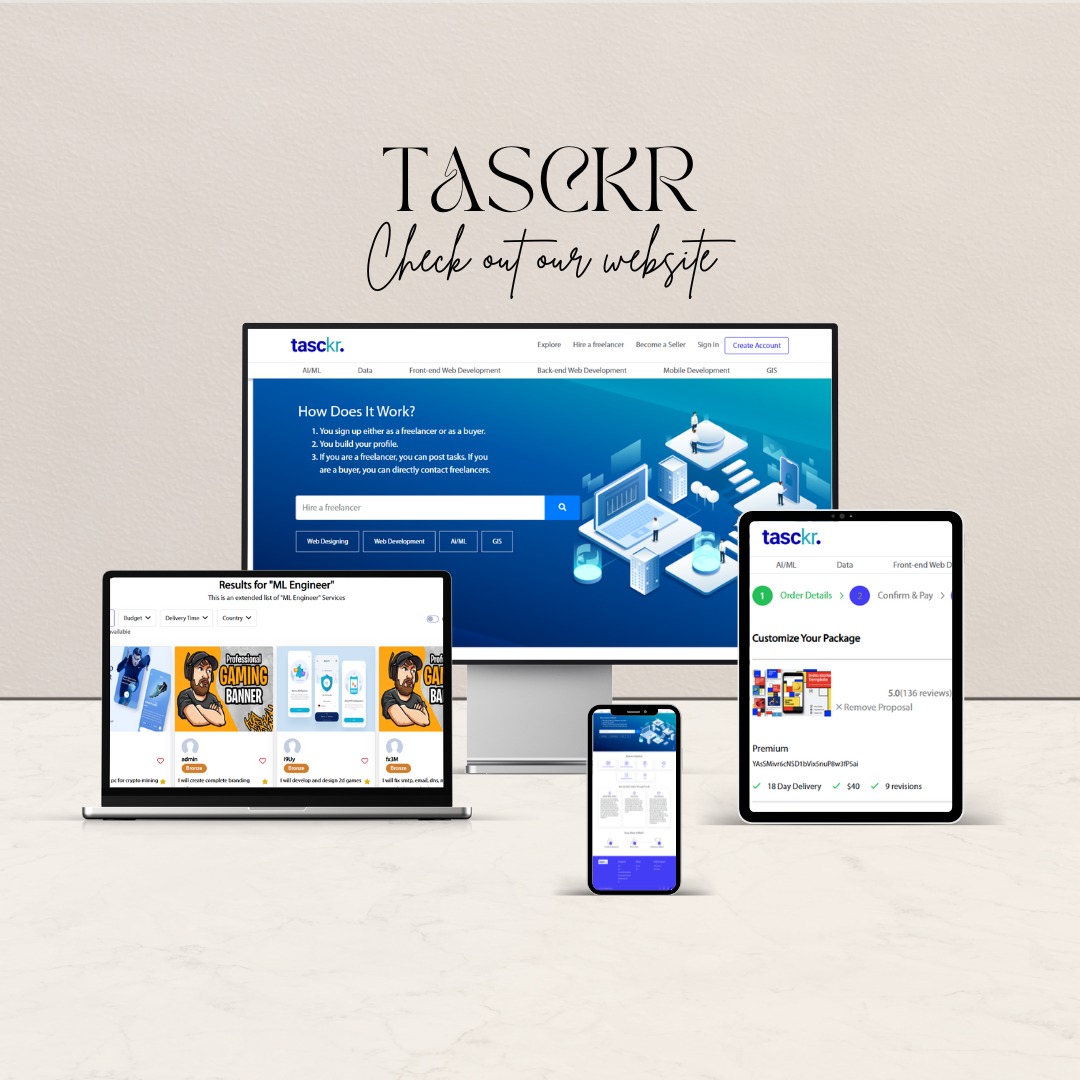 TASCKR
Check out our website
tasckr.
Explore Hire a freelancer Become a Seller Sign In Create Account
AI/ML Data Front-end Web Development Back-end Web Development Mobile Development GIS
How Does It Work?
1. You sign up either as a freelancer or as a buyer.
2. You build your profile.
3. If you are a freelancer, you can post tasks. If you
are a buyer, you can directly contact freelancers.
Hire a freelancer
Web Designing Web Development AI/ML GIS
Results for "ML Engineer"
This is an extended list of "ML Engineer" Services
Budget Delivery Time Country
available
Professional
GAMING
BANNER
Prof
GA
BA
admin
Bronze
I will create complete branding
I9Uy
Bronze
I will develop and design 2d games
fx3M
Bronze
I will fix smtp, email, dns, m
pc for crypto mining
tasckr.
AI/ML Data Front-end Web D
1 Order Details 2 Confirm & Pay
Customize Your Package
5.0(136 reviews)
Remove Proposal
Premium
18 Day Delivery $40 9 revisions